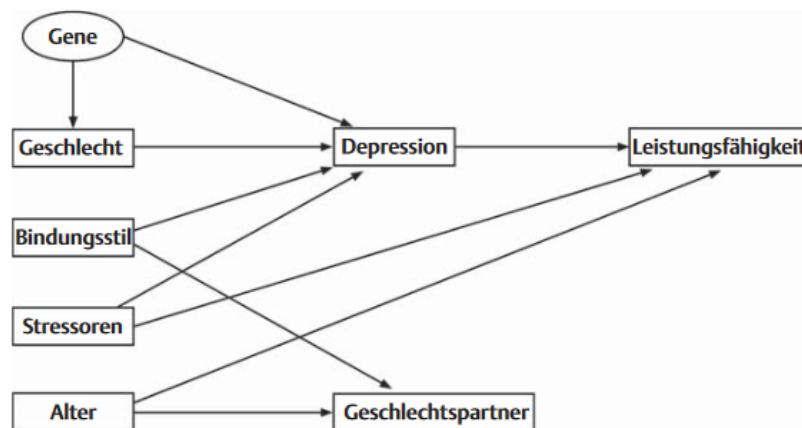 Gene
Geschlecht
Depression
Leistungsfähigkeit
Bindungsstil
Stressoren
Alter
Geschlechtspartner